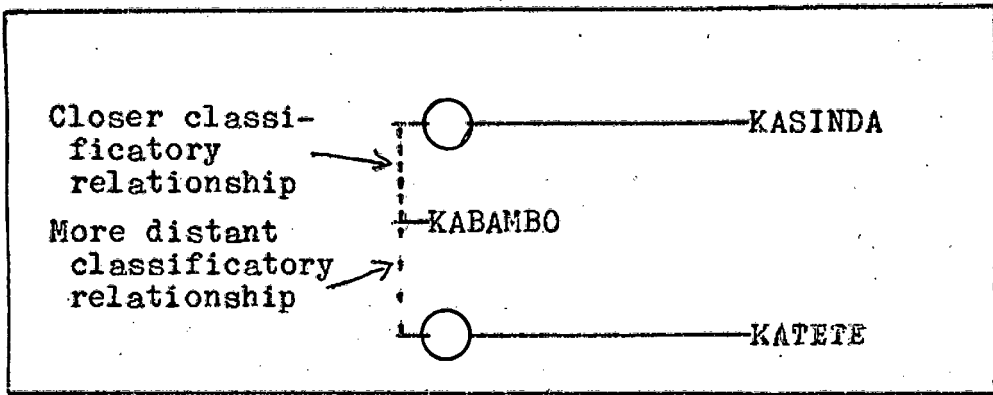 Closer classi-
ficatory
relationship
KASINDA
KABAMBO
More distant
classificatory
relationship
KATETE